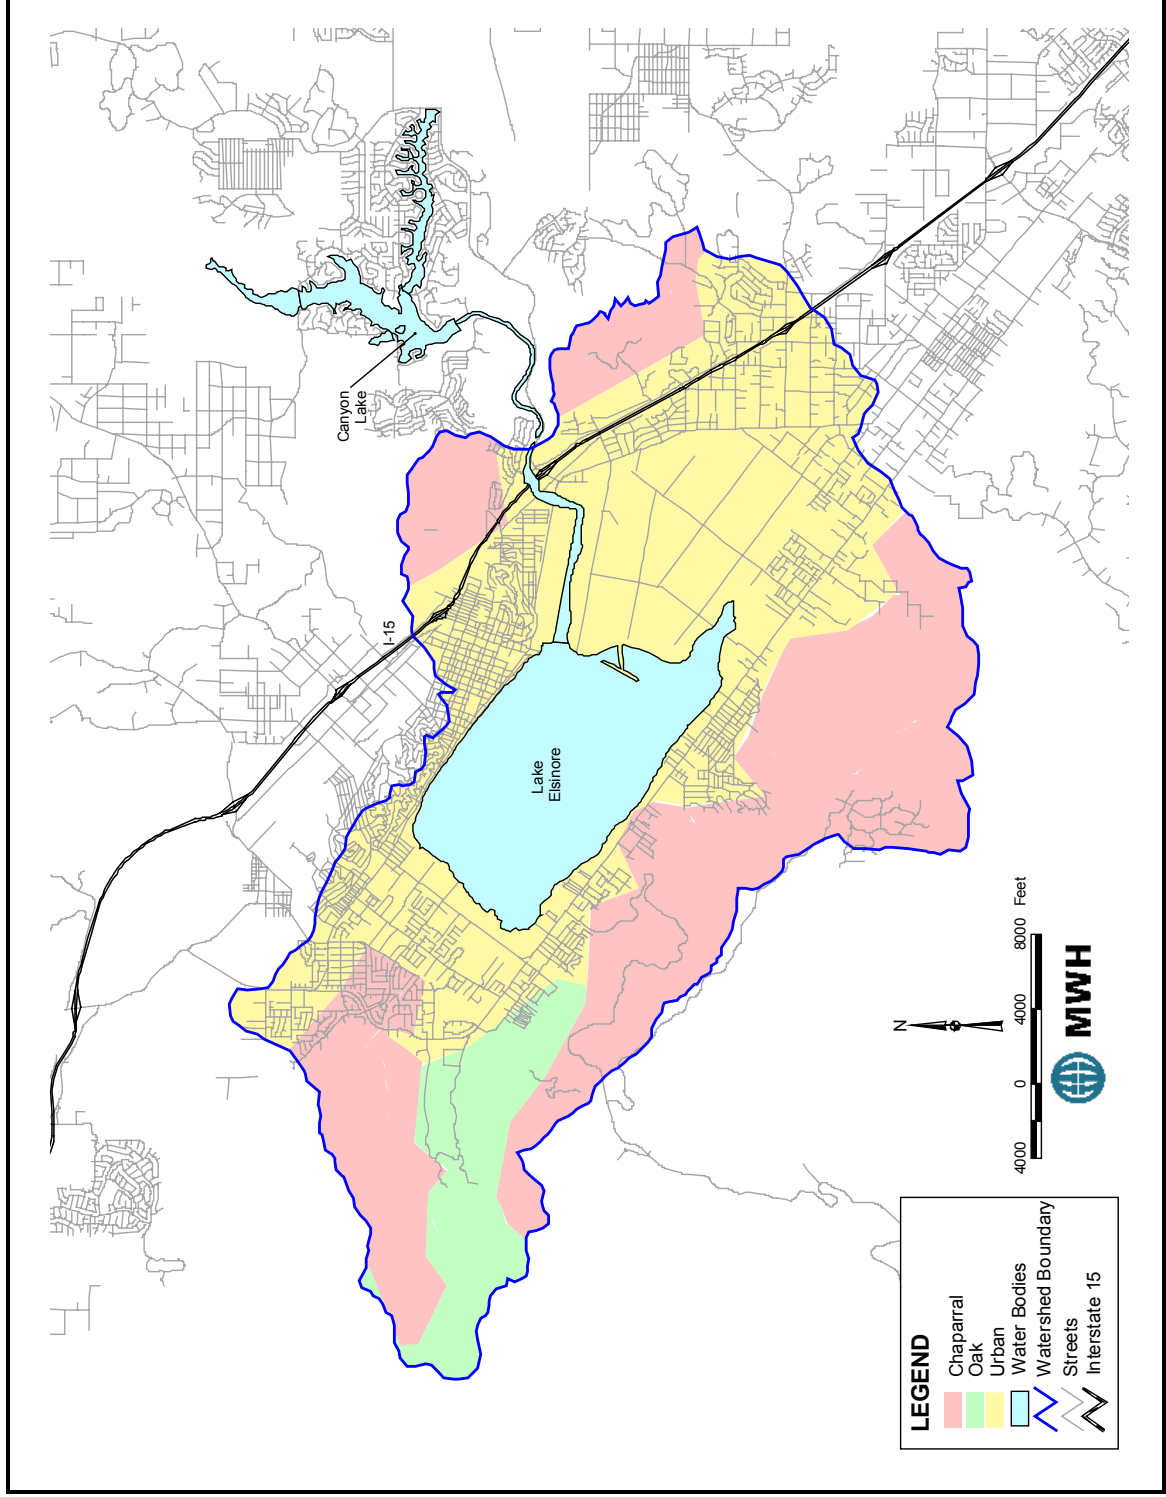 Canyon
Lake
I-15
Lake
Elsinore
N
4000 0 4000 8000 Feet
MWH
LEGEND
Chaparral
Oak
Urban
Water Bodies
Watershed Boundary
Streets
Interstate 15